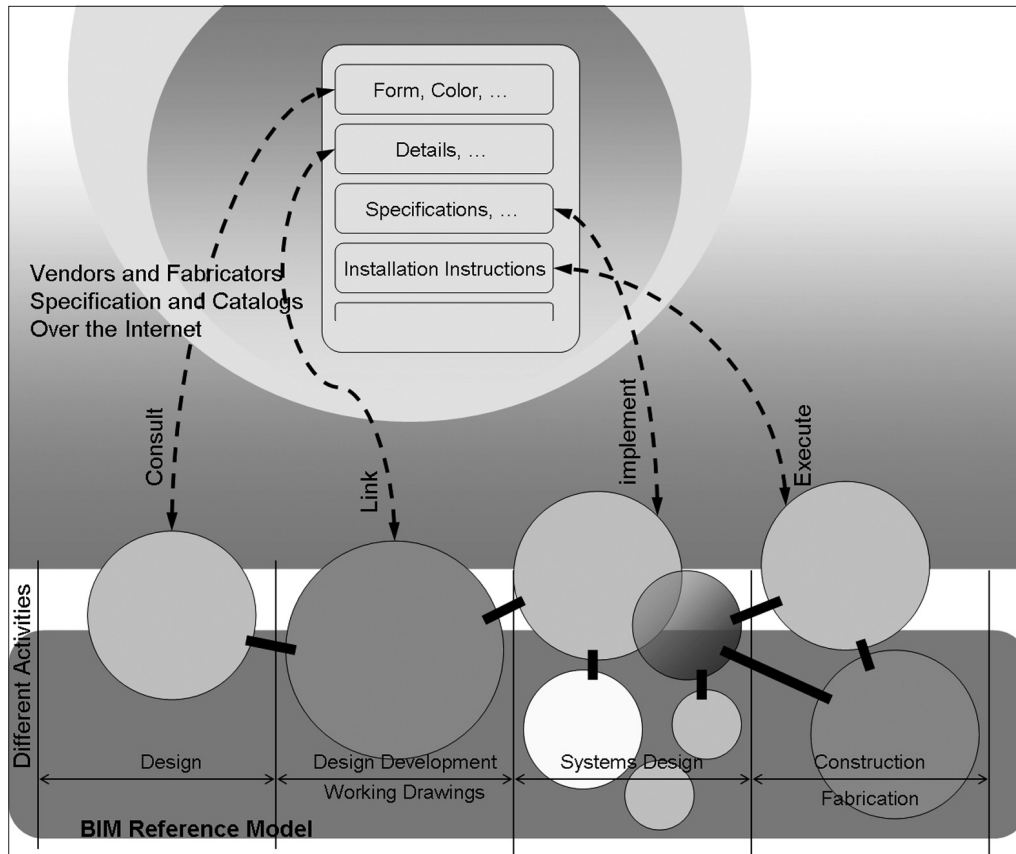 Form, Color, …
Details, …
Specifications, …
Installation Instructions
Vendors and Fabricators
Specification and Catalogs
Over the Internet
Consult
Link
implement
Execute
Different Activities
Design
Design Development
Working Drawings
Systems Design
Construction
Fabrication
BIM Reference Model